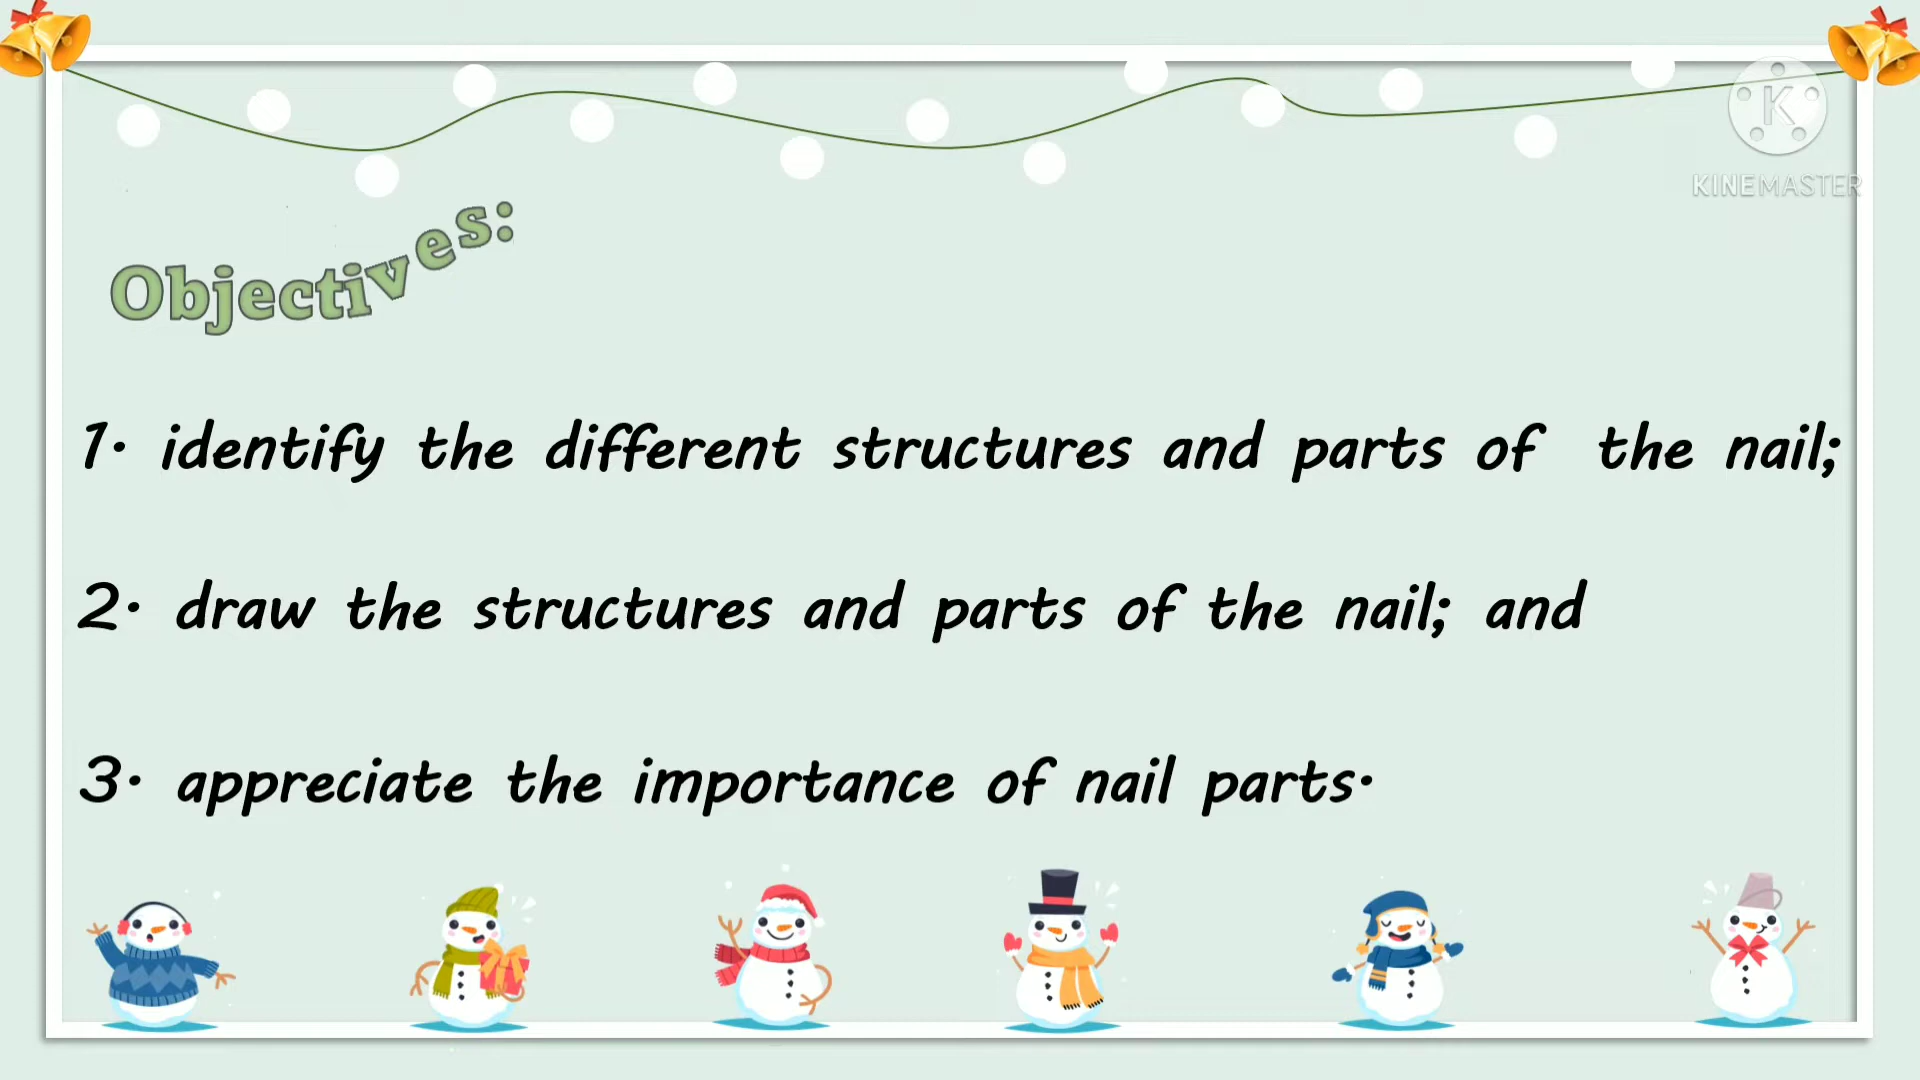 K
KINEMASTER
Objectives:
1. identify the different structures and parts of the nail;
2. draw the structures and parts of the nail; and
3. appreciate the importance of nail parts.